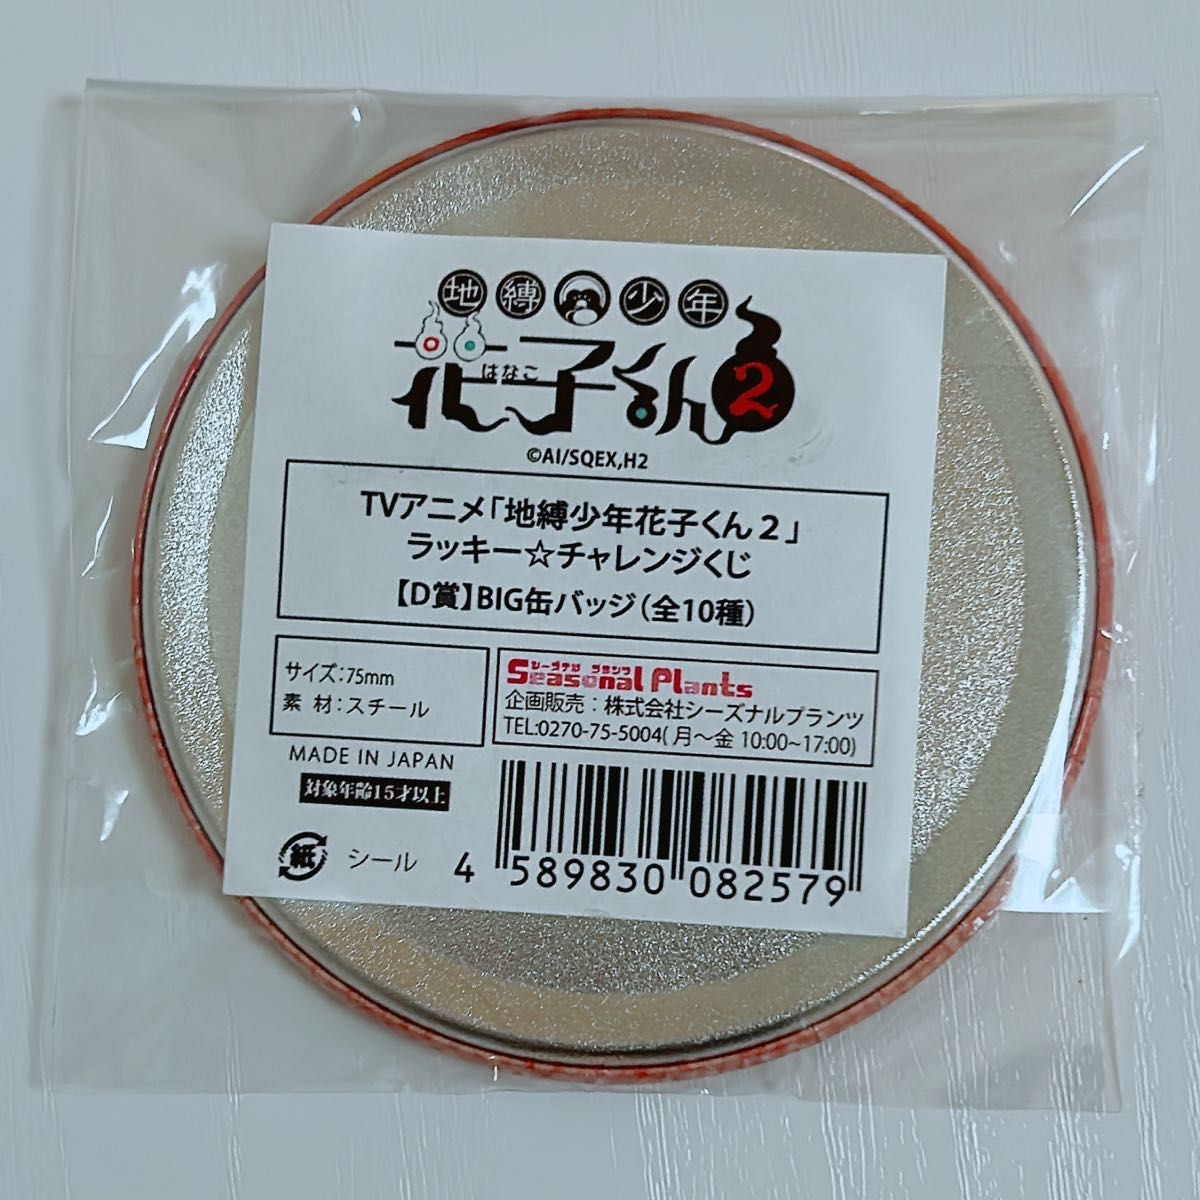 地縛少年
花子くん2
はなこ
©AI/SQEX,H2
TVアニメ「地縛少年花子くん２」
ラッキー☆チャレンジくじ
【D賞】BIG缶バッジ（全10種）
サイズ:75mm
素 材:スチール
シーズナル プランツ
Seasonal Plants
企画販売：株式会社シーズナルプランツ
TEL:0270-75-5004( 月～金 10:00~17:00)
MADE IN JAPAN
対象年齢15才以上
紙 シール
4 589830 082579